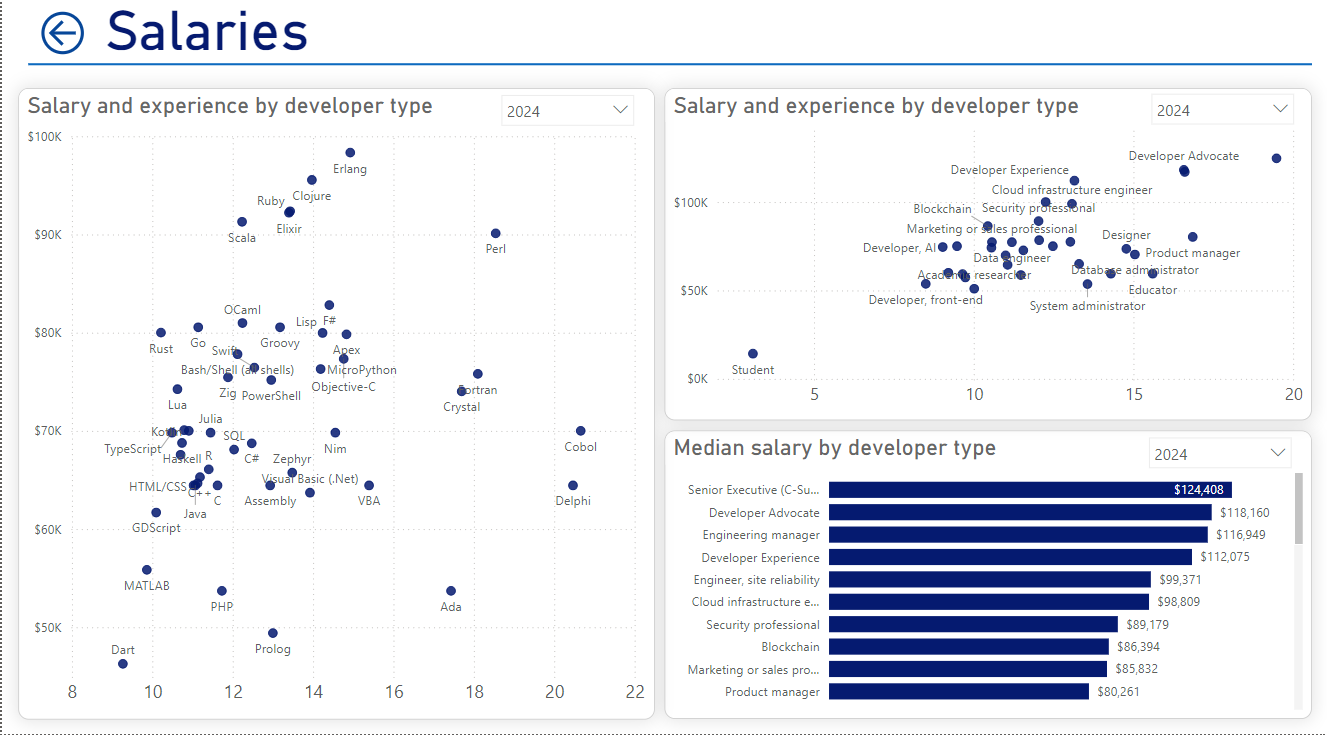 Salaries
Salary and experience by developer type
2024
$100K
$90K
$80K
$70K
$60K
$50K
Erlang
Clojure
Ruby
Elixir
Scala
Perl
OCaml
Lisp
F#
Rust
Go
Groovy
Swift
Apex
Bash/Shell (all shells)
MicroPython
Zig
PowerShell
Objective-C
Fortran
Lua
Crystal
Julia
Kotlin
TypeScript
SQL
Nim
Cobol
Haskell
R
C#
Zephyr
Visual Basic (.Net)
HTML/CSS
C++
C
Assembly
VBA
Delphi
Java
GDScript
MATLAB
PHP
Ada
Prolog
Dart
8
10
12
14
16
18
20
22
Salary and experience by developer type
2024
$100K
$50K
$0K
Developer Advocate
Developer Experience
Cloud infrastructure engineer
Blockchain
Security professional
Marketing or sales professional
Designer
Developer, AI
Data Engineer
Product manager
Academic researcher
Database administrator
Educator
Developer, front-end
System administrator
Student
5
10
15
20
Median salary by developer type
2024
Senior Executive (C-Su... $124,408
Developer Advocate $118,160
Engineering manager $116,949
Developer Experience $112,075
Engineer, site reliability $99,371
Cloud infrastructure e... $98,809
Security professional $89,179
Blockchain $86,394
Marketing or sales pro... $85,832
Product manager $80,261